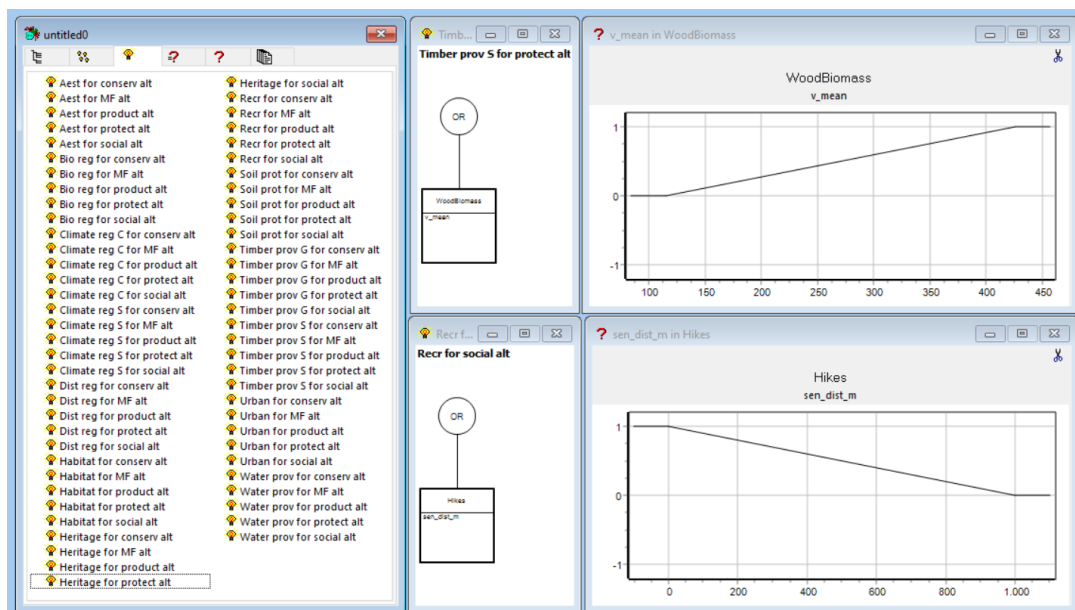 untitled0
Aest for conserv alt
Aest for MF alt
Aest for product alt
Aest for protect alt
Aest for social alt
Bio reg for conserv alt
Bio reg for MF alt
Bio reg for product alt
Bio reg for protect alt
Bio reg for social alt
Climate reg C for conserv alt
Climate reg C for MF alt
Climate reg C for product alt
Climate reg C for protect alt
Climate reg C for social alt
Climate reg S for conserv alt
Climate reg S for MF alt
Climate reg S for product alt
Climate reg S for protect alt
Climate reg S for social alt
Dist reg for conserv alt
Dist reg for MF alt
Dist reg for product alt
Dist reg for protect alt
Dist reg for social alt
Habitat for conserv alt
Habitat for MF alt
Habitat for product alt
Habitat for protect alt
Habitat for social alt
Heritage for conserv alt
Heritage for MF alt
Heritage for product alt
Heritage for protect alt
Heritage for social alt
Recr for conserv alt
Recr for MF alt
Recr for product alt
Recr for protect alt
Recr for social alt
Soil prot for conserv alt
Soil prot for MF alt
Soil prot for product alt
Soil prot for protect alt
Soil prot for social alt
Timber prov G for conserv alt
Timber prov G for MF alt
Timber prov G for product alt
Timber prov G for protect alt
Timber prov G for social alt
Timber prov S for conserv alt
Timber prov S for MF alt
Timber prov S for product alt
Timber prov S for protect alt
Timber prov S for social alt
Urban for conserv alt
Urban for MF alt
Urban for product alt
Urban for protect alt
Urban for social alt
Water prov for conserv alt
Water prov for MF alt
Water prov for product alt
Water prov for protect alt
Water prov for social alt
Timb...
Timber prov S for protect alt
OR
WoodBiomass
v_mean
? v_mean in WoodBiomass
WoodBiomass
v_mean
1
0
-1
100 150 200 250 300 350 400 450
Recr f...
Recr for social alt
OR
Hikes
sen_dist_m
? sen_dist_m in Hikes
Hikes
sen_dist_m
1
0
-1
0 200 400 600 800 1.000